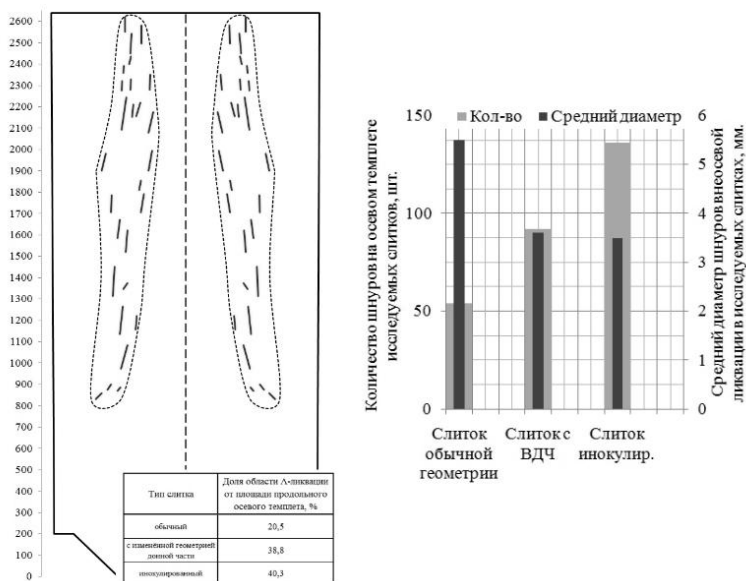 2600
2500
2400
2300
2200
2100
2000
1900
1800
1700
1600
1500
1400
1300
1200
1100
1000
900
800
700
600
500
400
300
200
100
0
Тип слитка
Доля области Λ-ликвации
от площади продольного
осевого темплета, %
обычный
20,5
с изменённой геометрией
донной части
38,8
инокулированный
40,3
Количество шнуров на осевом темплете
исследуемых слитков, шт.
150
100
50
0
Кол-во
Средний диаметр
6
5
4
3
2
1
0
Средний диаметр шнуров внеосевой
ликвации в исследуемых слитках, мм.
Слиток
обычной
геометрии
Слиток с
ВДЧ
Слиток
инокулир.